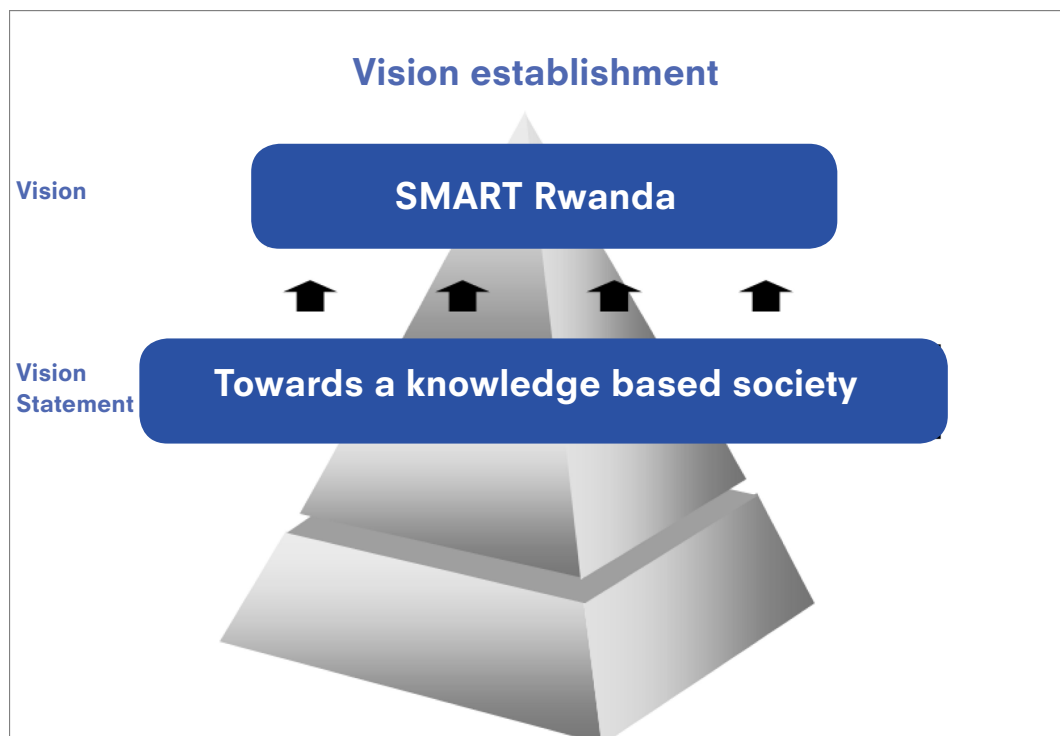 Vision establishment
Vision
SMART Rwanda
Vision
Statement
Towards a knowledge based society